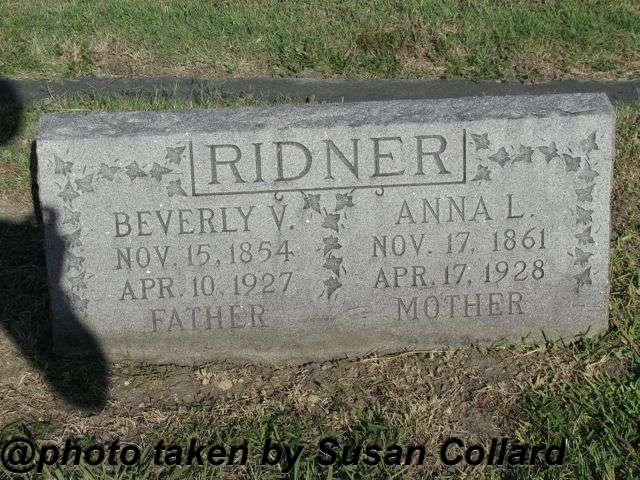 RIDNER
BEVERLY V.
NOV. 15, 1854
APR. 10, 1927
FATHER
ANNA L.
NOV. 17, 1861
APR. 17, 1928
MOTHER
@photo taken by Susan Collard